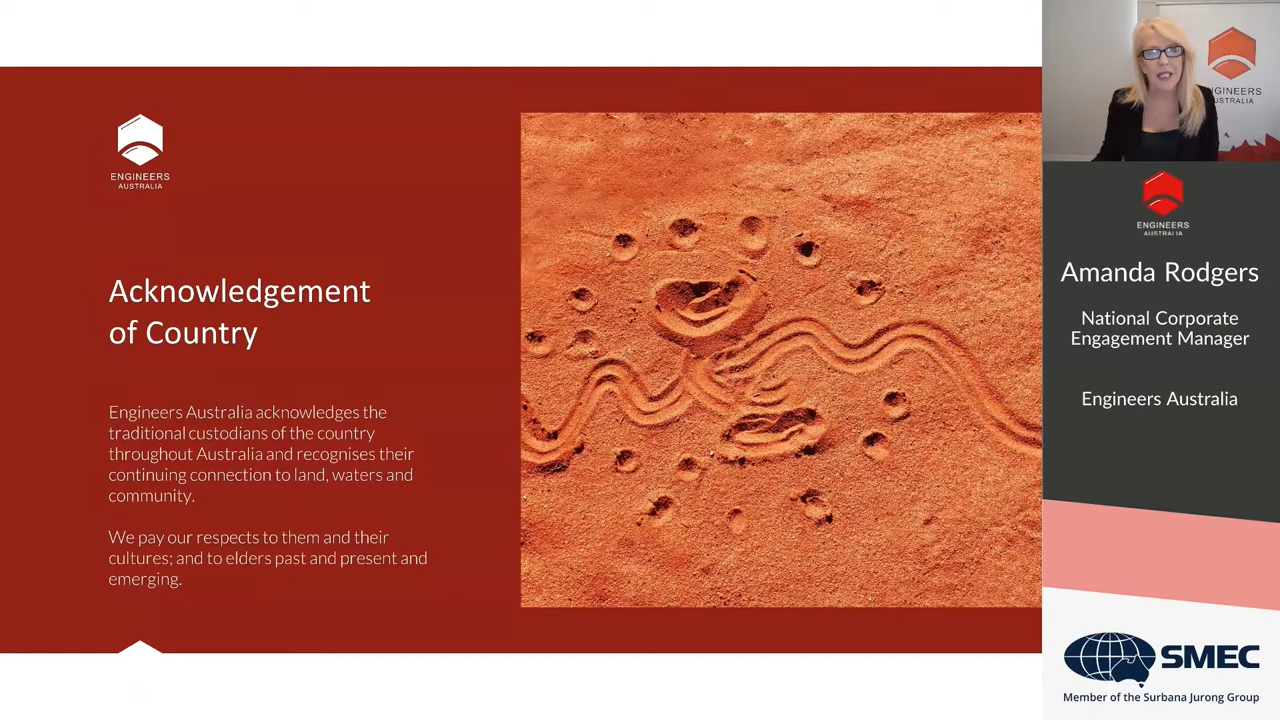 ENGINEERS
AUSTRALIA
Acknowledgement
of Country
Engineers Australia acknowledges the
traditional custodians of the country
throughout Australia and recognises their
continuing connection to land, waters and
community.
We pay our respects to them and their
cultures; and to elders past and present and
emerging.
NGINEERS
AUSTRALIA
ENGINEERS
AUSTRALIA
Amanda Rodgers
National Corporate
Engagement Manager
Engineers Australia
SMEC
Member of the Surbana Jurong Group